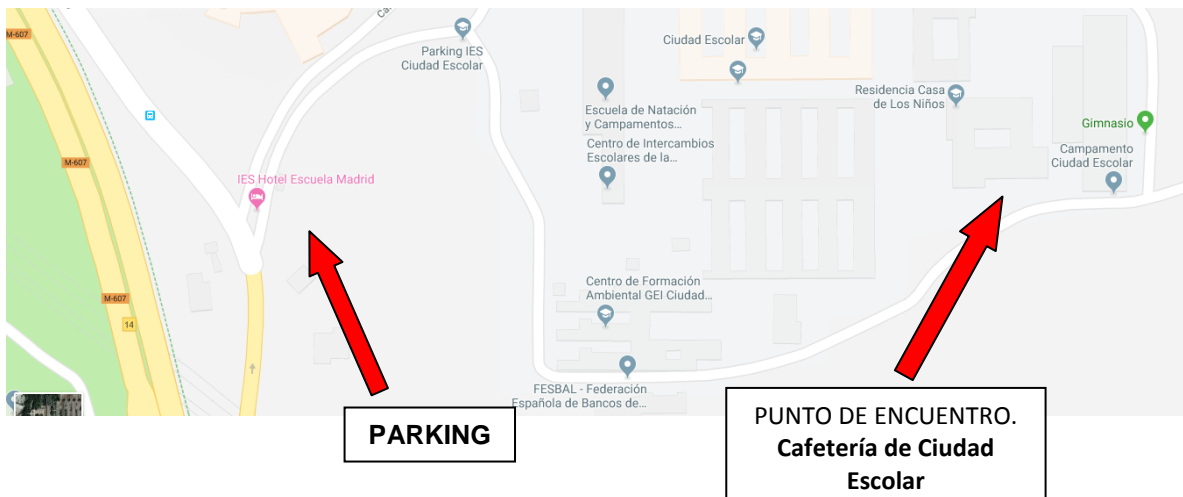 M-607
Ca
Parking IES
Ciudad Escolar
Ciudad Escolar
Escuela de Natación
y Campamentos...
Centro de Intercambios
Escolares de la...
Residencia Casa
de Los Niños
Gimnasio
Campamento
Ciudad Escolar
M-607
IES Hotel Escuela Madrid
Centro de Formación
Ambiental GEI Ciudad...
M-607
14
FESBAL - Federación
Española de Bancos de...
PARKING
PUNTO DE ENCUENTRO.
Cafetería de Ciudad
Escolar